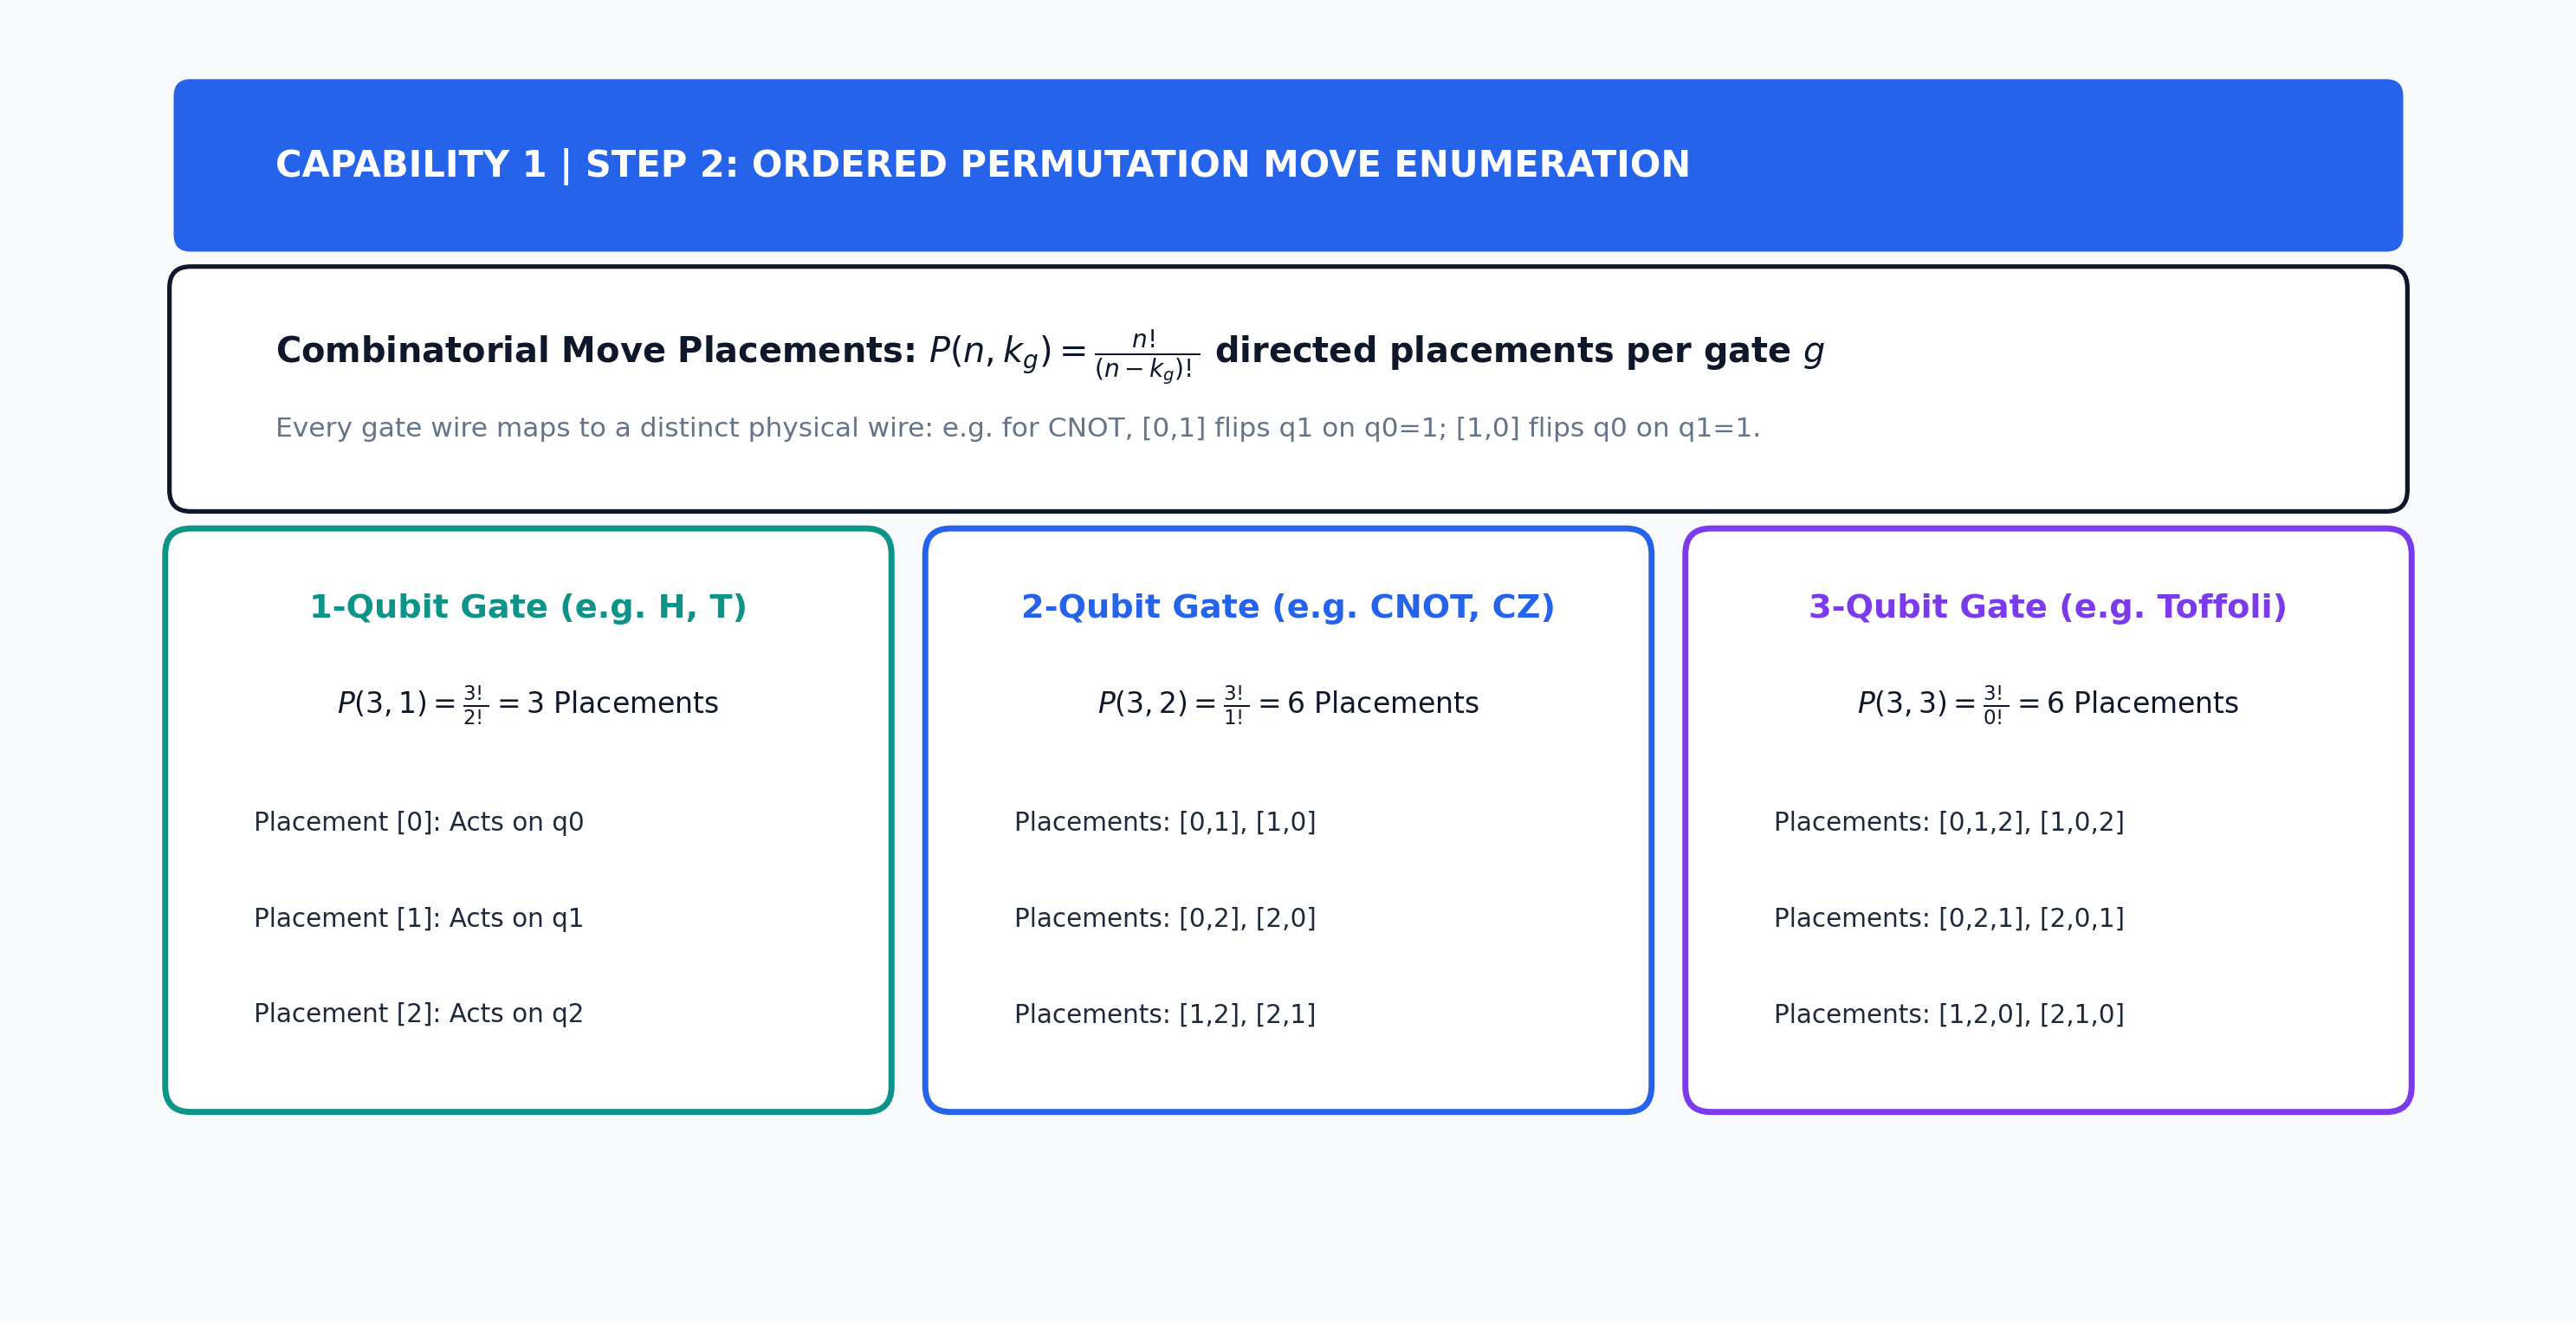 CAPABILITY 1 | STEP 2: ORDERED PERMUTATION MOVE ENUMERATION
Combinatorial Move Placements: $P(n, k_g) = \frac{n!}{(n-k_g)!}$ directed placements per gate $g$
Every gate wire maps to a distinct physical wire: e.g. for CNOT, [0,1] flips q1 on q0=1; [1,0] flips q0 on q1=1.
1-Qubit Gate (e.g. H, T)
$P(3, 1) = \frac{3!}{2!} = 3$ Placements
Placement [0]: Acts on q0
Placement [1]: Acts on q1
Placement [2]: Acts on q2
2-Qubit Gate (e.g. CNOT, CZ)
$P(3, 2) = \frac{3!}{1!} = 6$ Placements
Placements: [0,1], [1,0]
Placements: [0,2], [2,0]
Placements: [1,2], [2,1]
3-Qubit Gate (e.g. Toffoli)
$P(3, 3) = \frac{3!}{0!} = 6$ Placements
Placements: [0,1,2], [1,0,2]
Placements: [0,2,1], [2,0,1]
Placements: [1,2,0], [2,1,0]